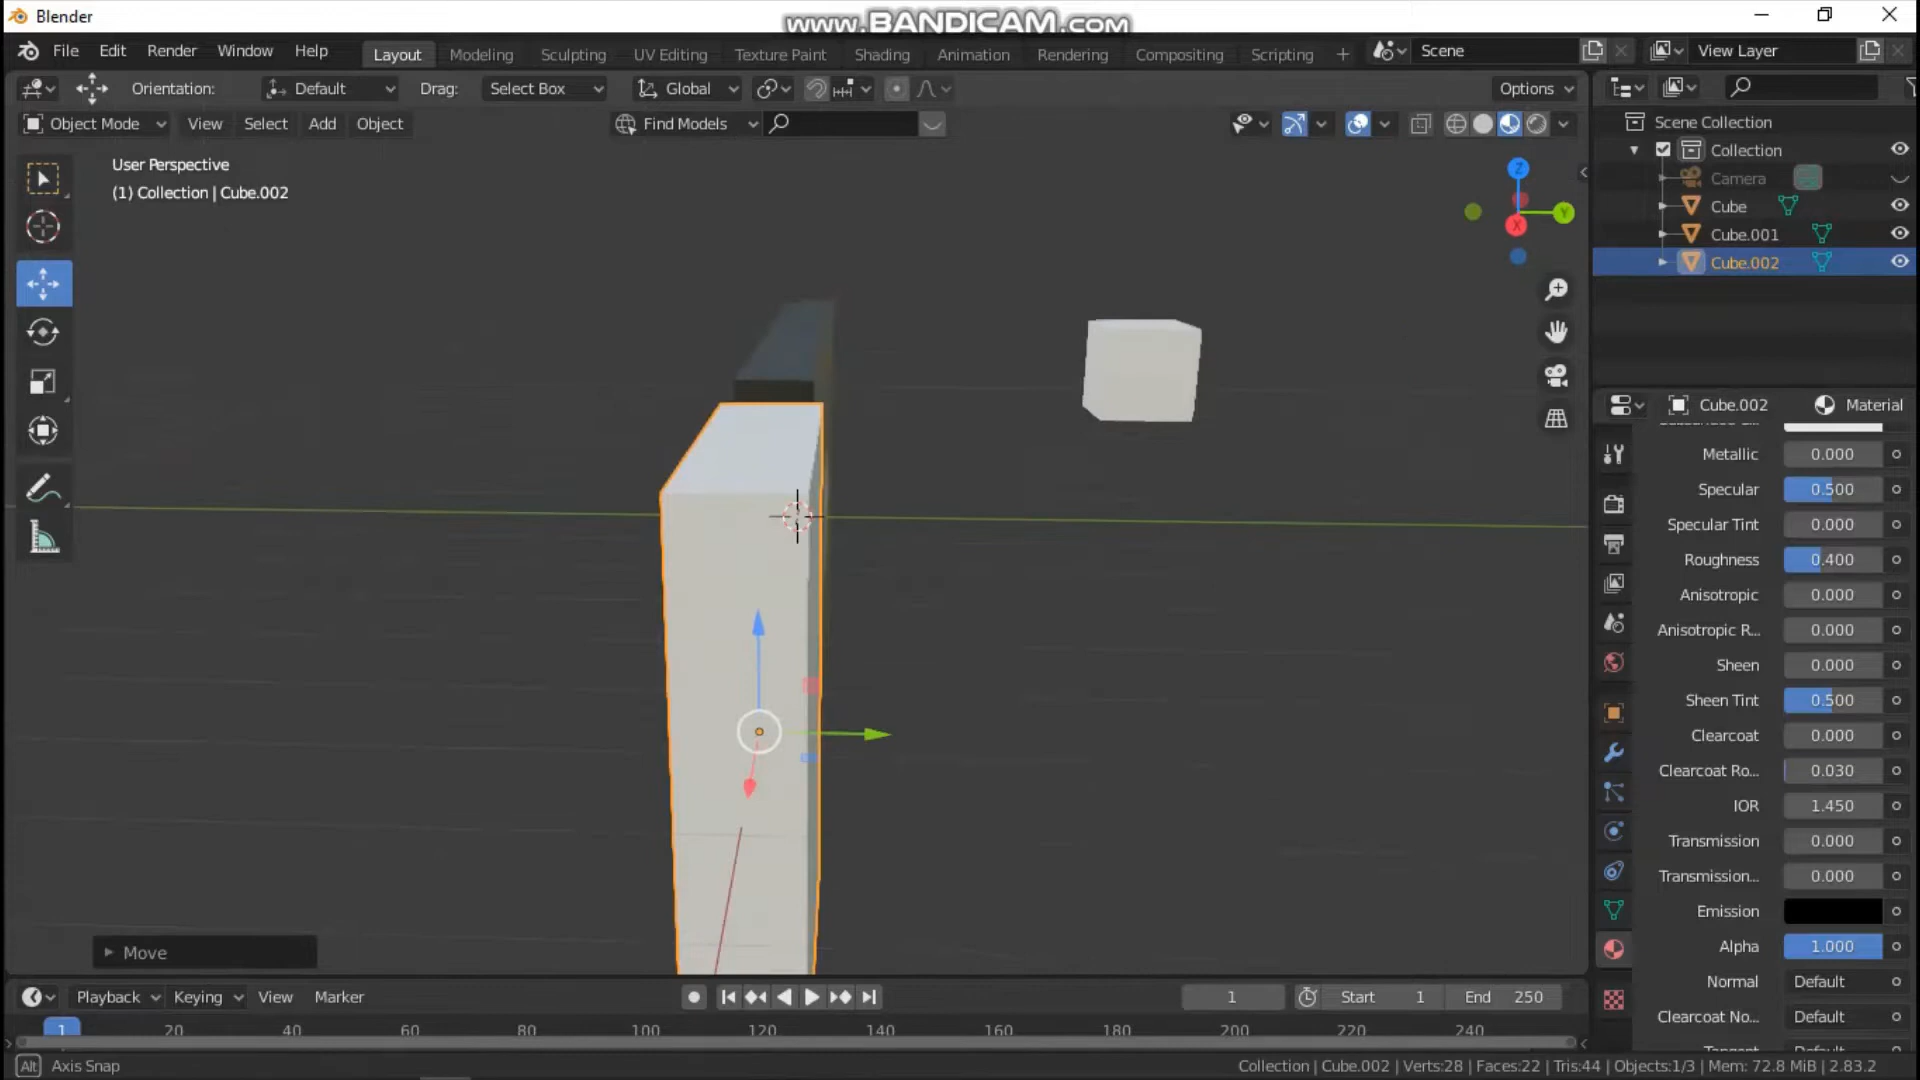 Blender
www.BANDICAM.com
File Edit Render Window Help
Layout Modeling Sculpting UV Editing Texture Paint Shading Animation Rendering Compositing Scripting +
Scene
View Layer
Orientation: Default Drag: Select Box Global Options
Object Mode View Select Add Object Find Models
User Perspective
(1) Collection | Cube.002
Z
Y
X
Scene Collection
Collection
Camera
Cube
Cube.001
Cube.002
Cube.002 Material
Metallic 0.000
Specular 0.500
Specular Tint 0.000
Roughness 0.400
Anisotropic 0.000
Anisotropic R... 0.000
Sheen 0.000
Sheen Tint 0.500
Clearcoat 0.000
Clearcoat Ro... 0.030
IOR 1.450
Transmission 0.000
Transmission... 0.000
Emission
Alpha 1.000
Normal Default
Clearcoat No... Default
Move
Playback Keying View Marker 1 Start 1 End 250
1 20 40 60 80 100 120 140 160 180 200 220 240
Alt Axis Snap
Collection | Cube.002 | Verts:28 | Faces:22 | Tris:44 | Objects:1/3 | Mem: 72.8 MiB | 2.83.2